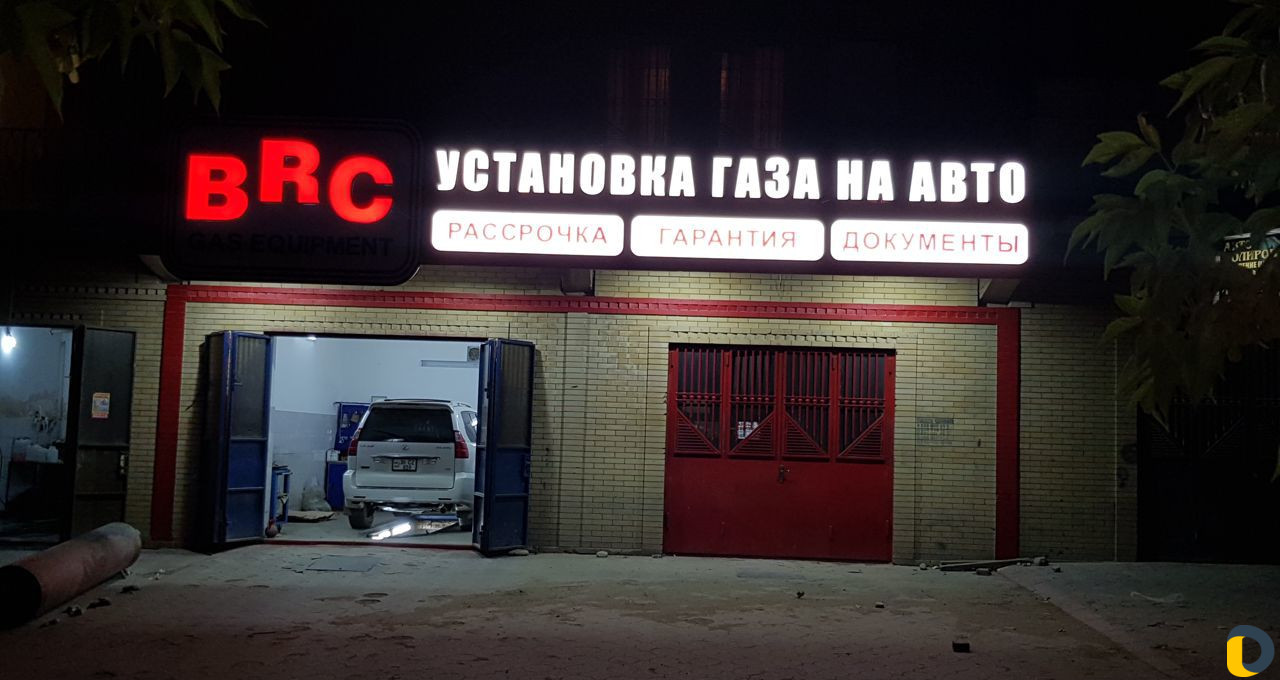 BRC
GAS EQUIPMENT
УСТАНОВКА ГАЗА НА АВТО
РАССРОЧКА ГАРАНТИЯ ДОКУМЕНТЫ